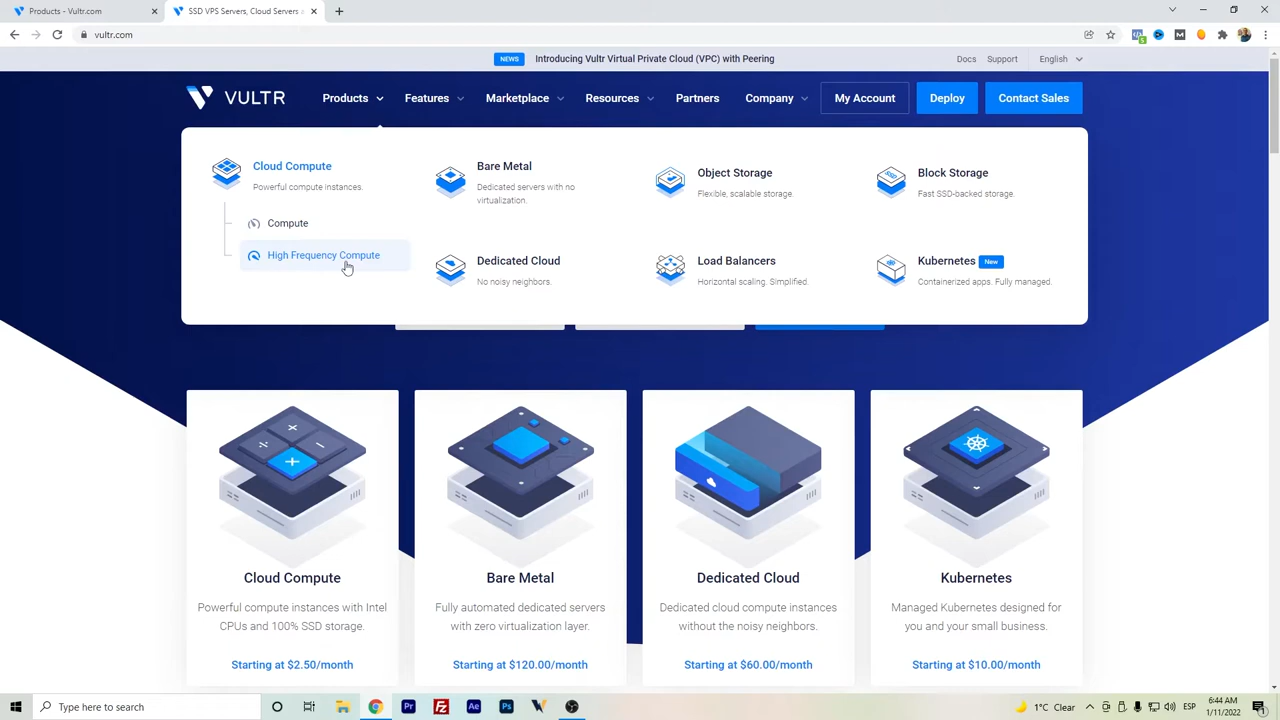 Products - Vultr.com
SSD VPS Servers, Cloud Servers a
vultr.com
NEWS Introducing Vultr Virtual Private Cloud (VPC) with Peering
Docs Support English
VULTR Products Features Marketplace Resources Partners Company My Account Deploy Contact Sales
Cloud Compute
Powerful compute instances.
Compute
High Frequency Compute
Bare Metal
Dedicated servers with no
virtualization.
Dedicated Cloud
No noisy neighbors.
Object Storage
Flexible, scalable storage.
Load Balancers
Horizontal scaling. Simplified.
Block Storage
SSD
Fast SSD-backed storage.
Kubernetes New
Containerized apps. Fully managed.
Cloud Compute
Powerful compute instances with Intel
CPUs and 100% SSD storage.
Starting at $2.50/month
Bare Metal
Fully automated dedicated servers
with zero virtualization layer.
Starting at $120.00/month
Dedicated Cloud
Dedicated cloud compute instances
without the noisy neighbors.
Starting at $60.00/month
Kubernetes
Managed Kubernetes designed for
you and your small business.
Starting at $10.00/month
Type here to search
Pr
Fz
Ae
Ps
1°C Clear
ESP
6:44 AM
1/11/2022